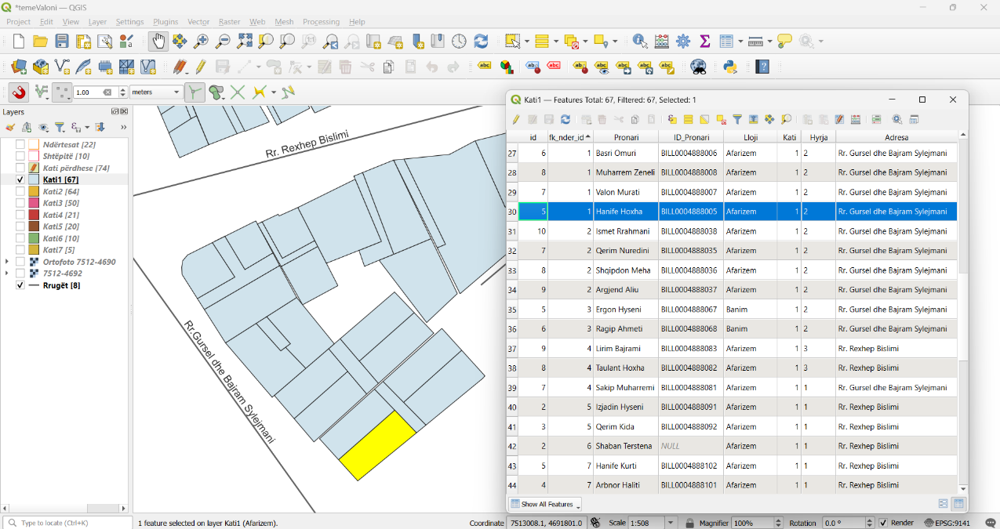 *temeValoni — QGIS
Project Edit View Layer Settings Plugins Vector Raster Web Mesh Processing Help
1.00 meters
Layers
Ndërtesat [22]
Shtëpitë [10]
Kati përdhese [74]
Kati1 [67]
Kati2 [64]
Kati3 [50]
Kati4 [21]
Kati5 [20]
Kati6 [10]
Kati7 [5]
Ortofoto 7512-4690
7512-4692
Rrugët [8]
Rr. Rexhep Bislimi
Rr.Gursel dhe Bajram Sylejmani
Kati1 — Features Total: 67, Filtered: 67, Selected: 1
id fk_nder_id Pronari ID_Pronari Lloji Kati Hyrja Adresa
27 6 1 Basri Omuri BILL0004888006 Afarizem 1 2 Rr. Gursel dhe Bajram Sylejmani
28 8 1 Muharrem Zeneli BILL0004888008 Afarizem 1 2 Rr. Gursel dhe Bajram Sylejmani
29 7 1 Valon Murati BILL0004888007 Afarizem 1 2 Rr. Gursel dhe Bajram Sylejmani
30 5 1 Hanife Hoxha BILL0004888005 Afarizem 1 2 Rr. Gursel dhe Bajram Sylejmani
31 10 2 Ismet Rrahmani BILL0004888038 Afarizem 1 2 Rr. Gursel dhe Bajram Sylejmani
32 7 2 Qerim Nuredini BILL0004888035 Afarizem 1 2 Rr. Gursel dhe Bajram Sylejmani
33 8 2 Shqipdon Meha BILL0004888036 Afarizem 1 2 Rr. Gursel dhe Bajram Sylejmani
34 9 2 Argjend Aliu BILL0004888037 Afarizem 1 2 Rr. Gursel dhe Bajram Sylejmani
35 5 3 Ergon Hyseni BILL0004888067 Banim 1 2 Rr. Gursel dhe Bajram Sylejmani
36 6 3 Ragip Ahmeti BILL0004888068 Banim 1 2 Rr. Gursel dhe Bajram Sylejmani
37 9 4 Lirim Bajrami BILL0004888083 Afarizem 1 3 Rr. Rexhep Bislimi
38 8 4 Taulant Hoxha BILL0004888082 Afarizem 1 3 Rr. Rexhep Bislimi
39 7 4 Sakip Muharremi BILL0004888081 Afarizem 1 1 Rr. Gursel dhe Bajram Sylejmani
40 2 5 Izjadin Hyseni BILL0004888091 Afarizem 1 1 Rr. Rexhep Bislimi
41 3 5 Qerim Kida BILL0004888092 Afarizem 1 1 Rr. Rexhep Bislimi
42 2 6 Shaban Terstena NULL Afarizem 1 1 Rr. Rexhep Bislimi
43 5 7 Hanife Kurti BILL0004888102 Afarizem 1 1 Rr. Rexhep Bislimi
44 4 7 Arbnor Haliti BILL0004888101 Afarizem 1 1 Rr. Rexhep Bislimi
Show All Features
Type to locate (Ctrl+K) 1 feature selected on layer Kati1 (Afarizem). Coordinate 7513008.1, 4691801.0 Scale 1:508 Magnifier 100% Rotation 0.0 ° Render EPSG:9141